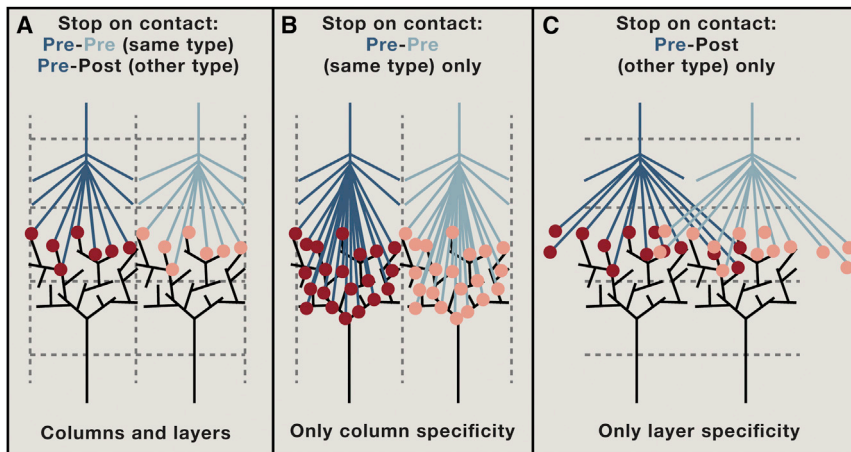 A
Stop on contact:
Pre-Pre (same type)
Pre-Post (other type)
Columns and layers
B
Stop on contact:
Pre-Pre
(same type) only
Only column specificity
C
Stop on contact:
Pre-Post
(other type) only
Only layer specificity